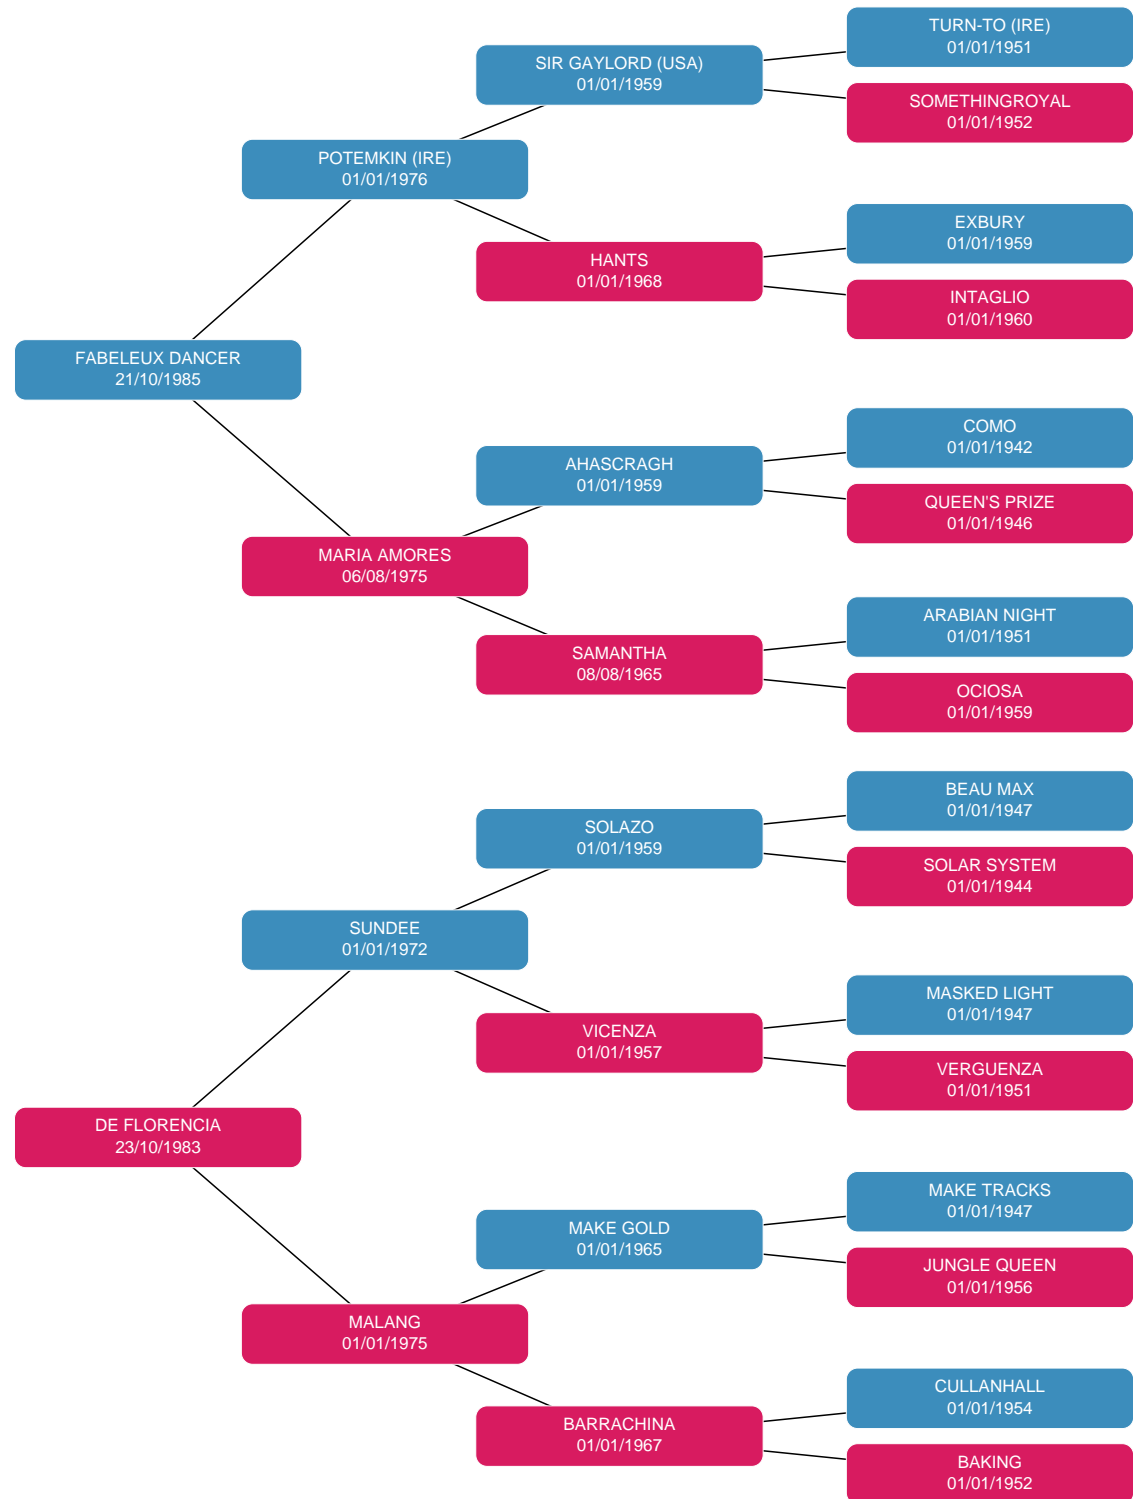 TURN-TO (IRE)
01/01/1951
SIR GAYLORD (USA)
01/01/1959
SOMETHINGROYAL
01/01/1952
POTEMKIN (IRE)
01/01/1976
EXBURY
01/01/1959
HANTS
01/01/1968
INTAGLIO
01/01/1960
FABELEUX DANCER
21/10/1985
COMO
01/01/1942
AHASCRAGH
01/01/1959
QUEEN'S PRIZE
01/01/1946
MARIA AMORES
06/08/1975
ARABIAN NIGHT
01/01/1951
SAMANTHA
08/08/1965
OCIOSA
01/01/1959
BEAU MAX
01/01/1947
SOLAZO
01/01/1959
SOLAR SYSTEM
01/01/1944
SUNDEE
01/01/1972
MASKED LIGHT
01/01/1947
VICENZA
01/01/1957
VERGUENZA
01/01/1951
DE FLORENCIA
23/10/1983
MAKE TRACKS
01/01/1947
MAKE GOLD
01/01/1965
JUNGLE QUEEN
01/01/1956
MALANG
01/01/1975
CULLANHALL
01/01/1954
BARRACHINA
01/01/1967
BAKING
01/01/1952